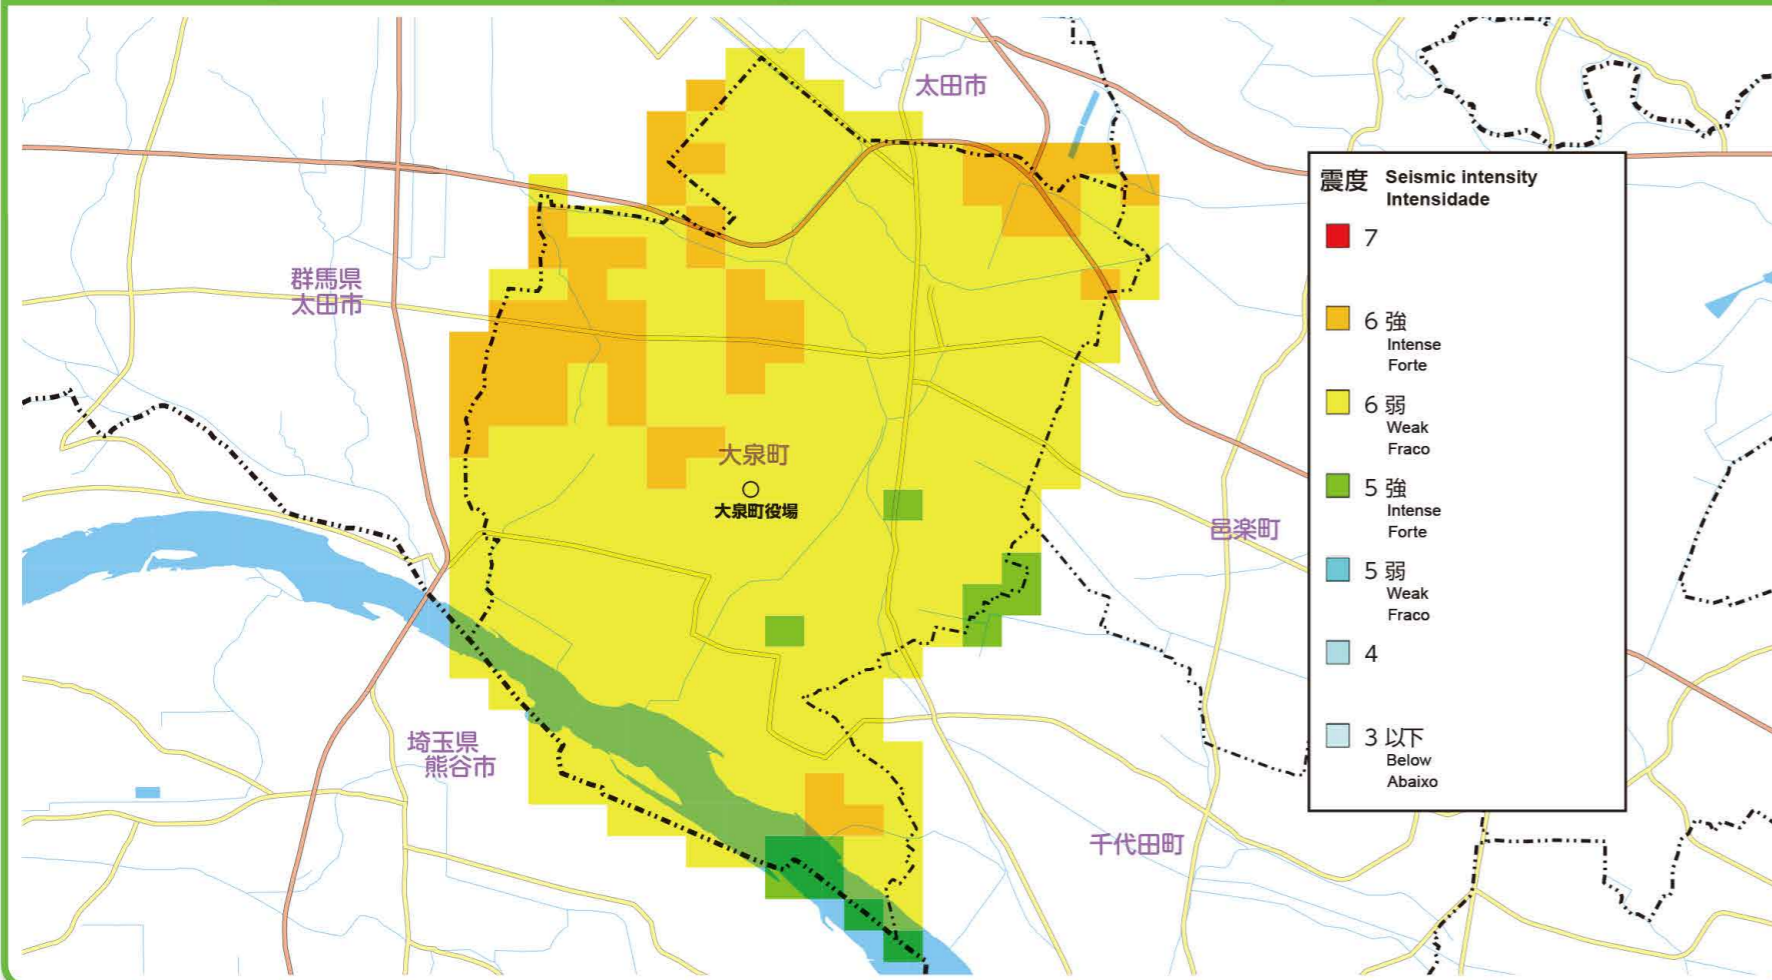 太田市
群馬県
太田市
大泉町
大泉町役場
邑楽町
埼玉県
熊谷市
千代田町
震度 Seismic intensity
Intensidade
7
6 強
Intense
Forte
6 弱
Weak
Fraco
5 強
Intense
Forte
5 弱
Weak
Fraco
4
3 以下
Below
Abaixo